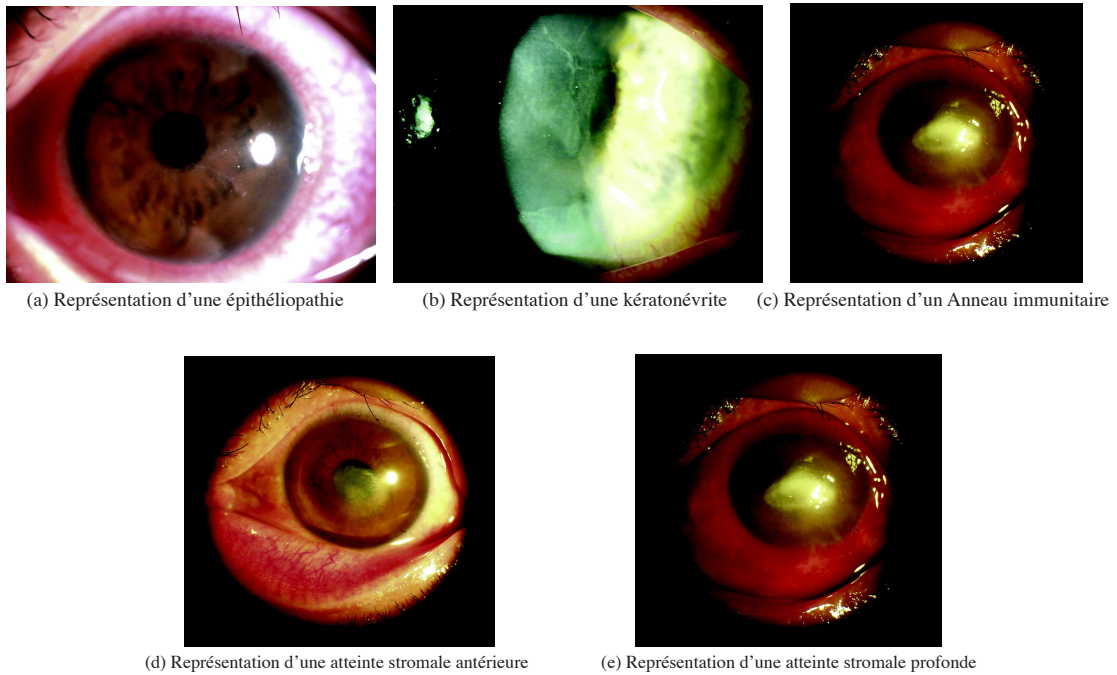 (a) Représentation d'une épithéliopathie
(b) Représentation d'une kératonévrite
(c) Représentation d'un Anneau immunitaire
(d) Représentation d'une atteinte stromale antérieure
(e) Représentation d'une atteinte stromale profonde